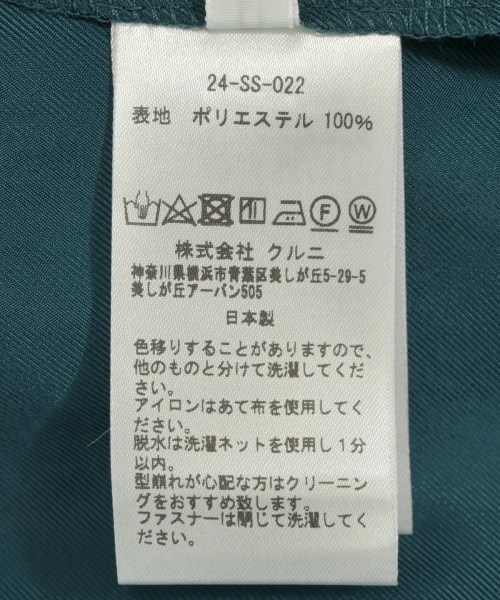 24-SS-022
表地 ポリエステル 100%
F W
株式会社 クルニ
神奈川県横浜市青葉区美しが丘5-29-5
美しが丘アーバン505
日本製
色移りすることがありますので、
他のものと分けて洗濯してくだ
さい。
アイロンはあて布を使用してく
ださい。
脱水は洗濯ネットを使用し1分
以内。
型崩れが心配な方はクリーニン
グをおすすめ致します。
ファスナーは閉じて洗濯してく
ださい。